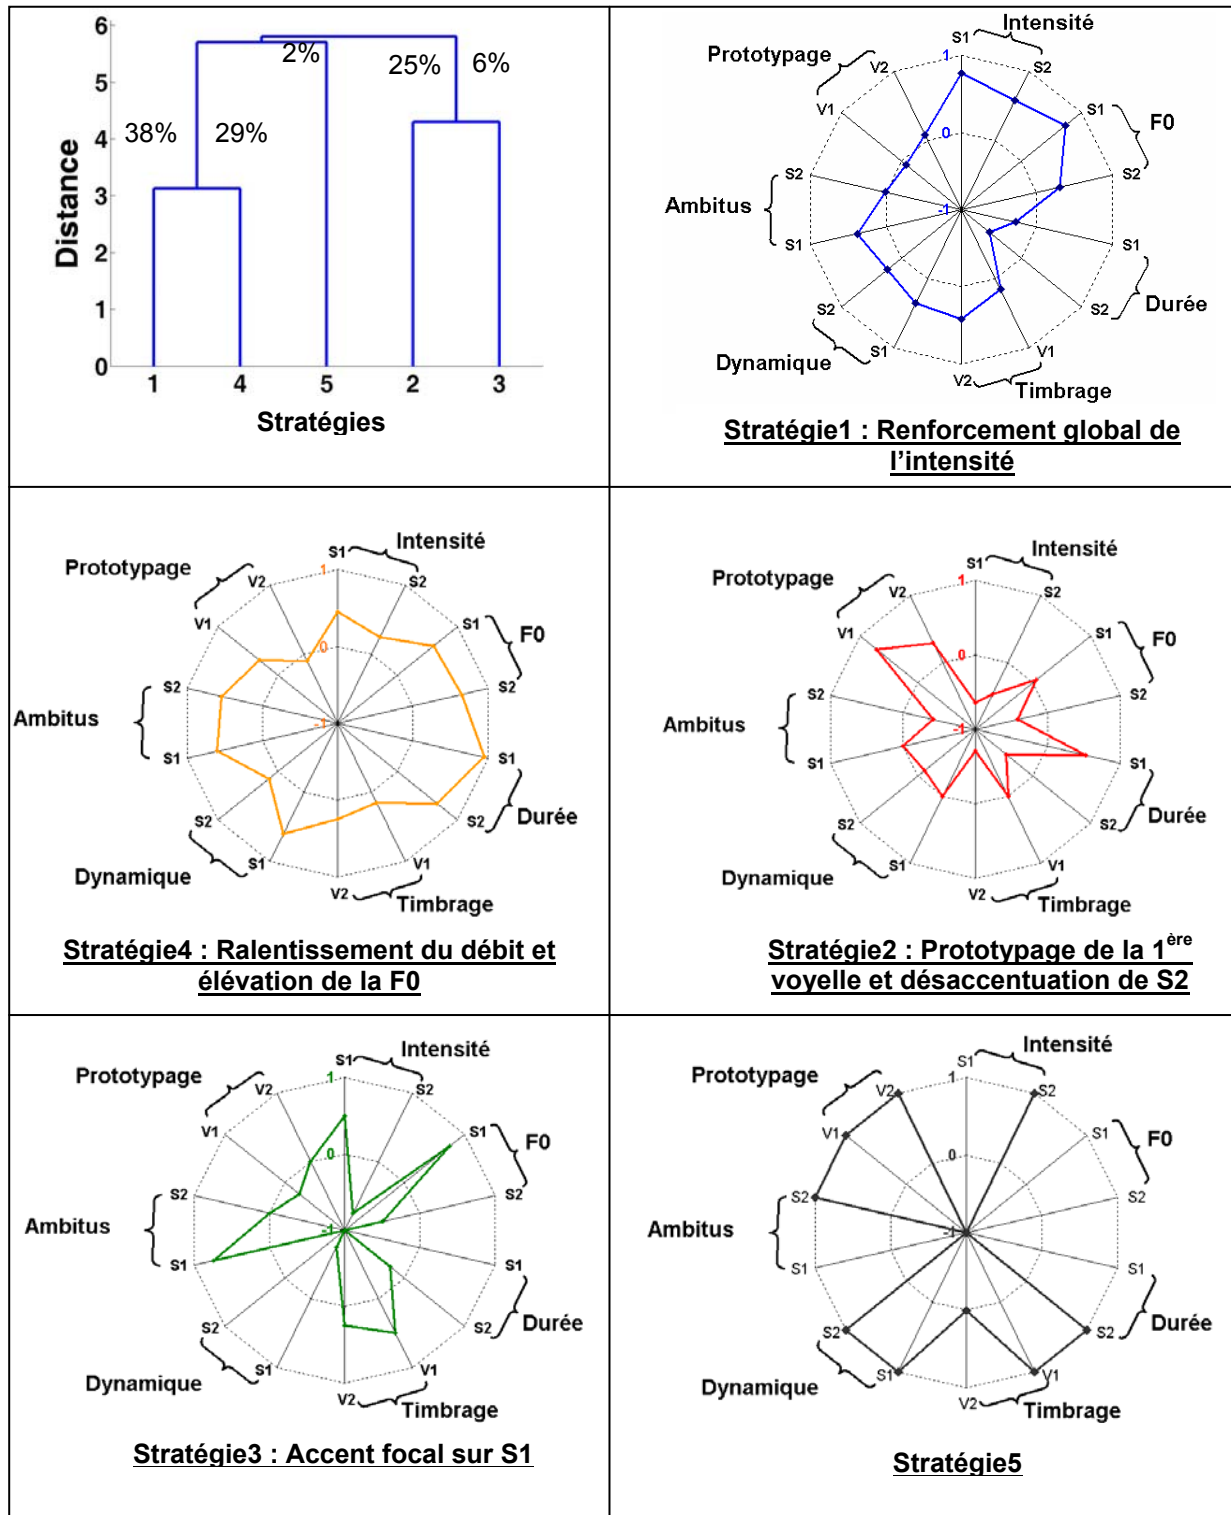 6
5
4
3
2
1
0
Distance
38%
29%
2%
25%
6%
1 4 5 2 3
Stratégies
Intensité
S1
S2
1
0
-1
Prototypage
V2
V1
S1
F0
S2
Ambitus
S2
S1
S1
Durée
S2
S2
Dynamique
S1
V1
V2
Timbrage
Stratégie1 : Renforcement global de
l'intensité
Intensité
S1
S2
1
0
-1
Prototypage
V2
V1
S1
F0
S2
Ambitus
S2
S1
S1
Durée
S2
S2
Dynamique
S1
V1
V2
Timbrage
Stratégie4 : Ralentissement du débit et
élévation de la F0
Intensité
S1
S2
1
0
-1
Prototypage
V2
V1
S1
F0
S2
Ambitus
S2
S1
S1
Durée
S2
S2
Dynamique
S1
V1
V2
Timbrage
Stratégie2 : Prototypage de la 1ère
voyelle et désaccentuation de S2
Intensité
S1
S2
1
0
-1
Prototypage
V2
V1
S1
F0
S2
Ambitus
S2
S1
S1
Durée
S2
S2
Dynamique
S1
V1
V2
Timbrage
Stratégie3 : Accent focal sur S1
Intensité
S1
S2
1
0
-1
Prototypage
V2
V1
S1
F0
S2
Ambitus
S2
S1
S1
Durée
S2
S2
Dynamique
S1
V1
V2
Timbrage
Stratégie5